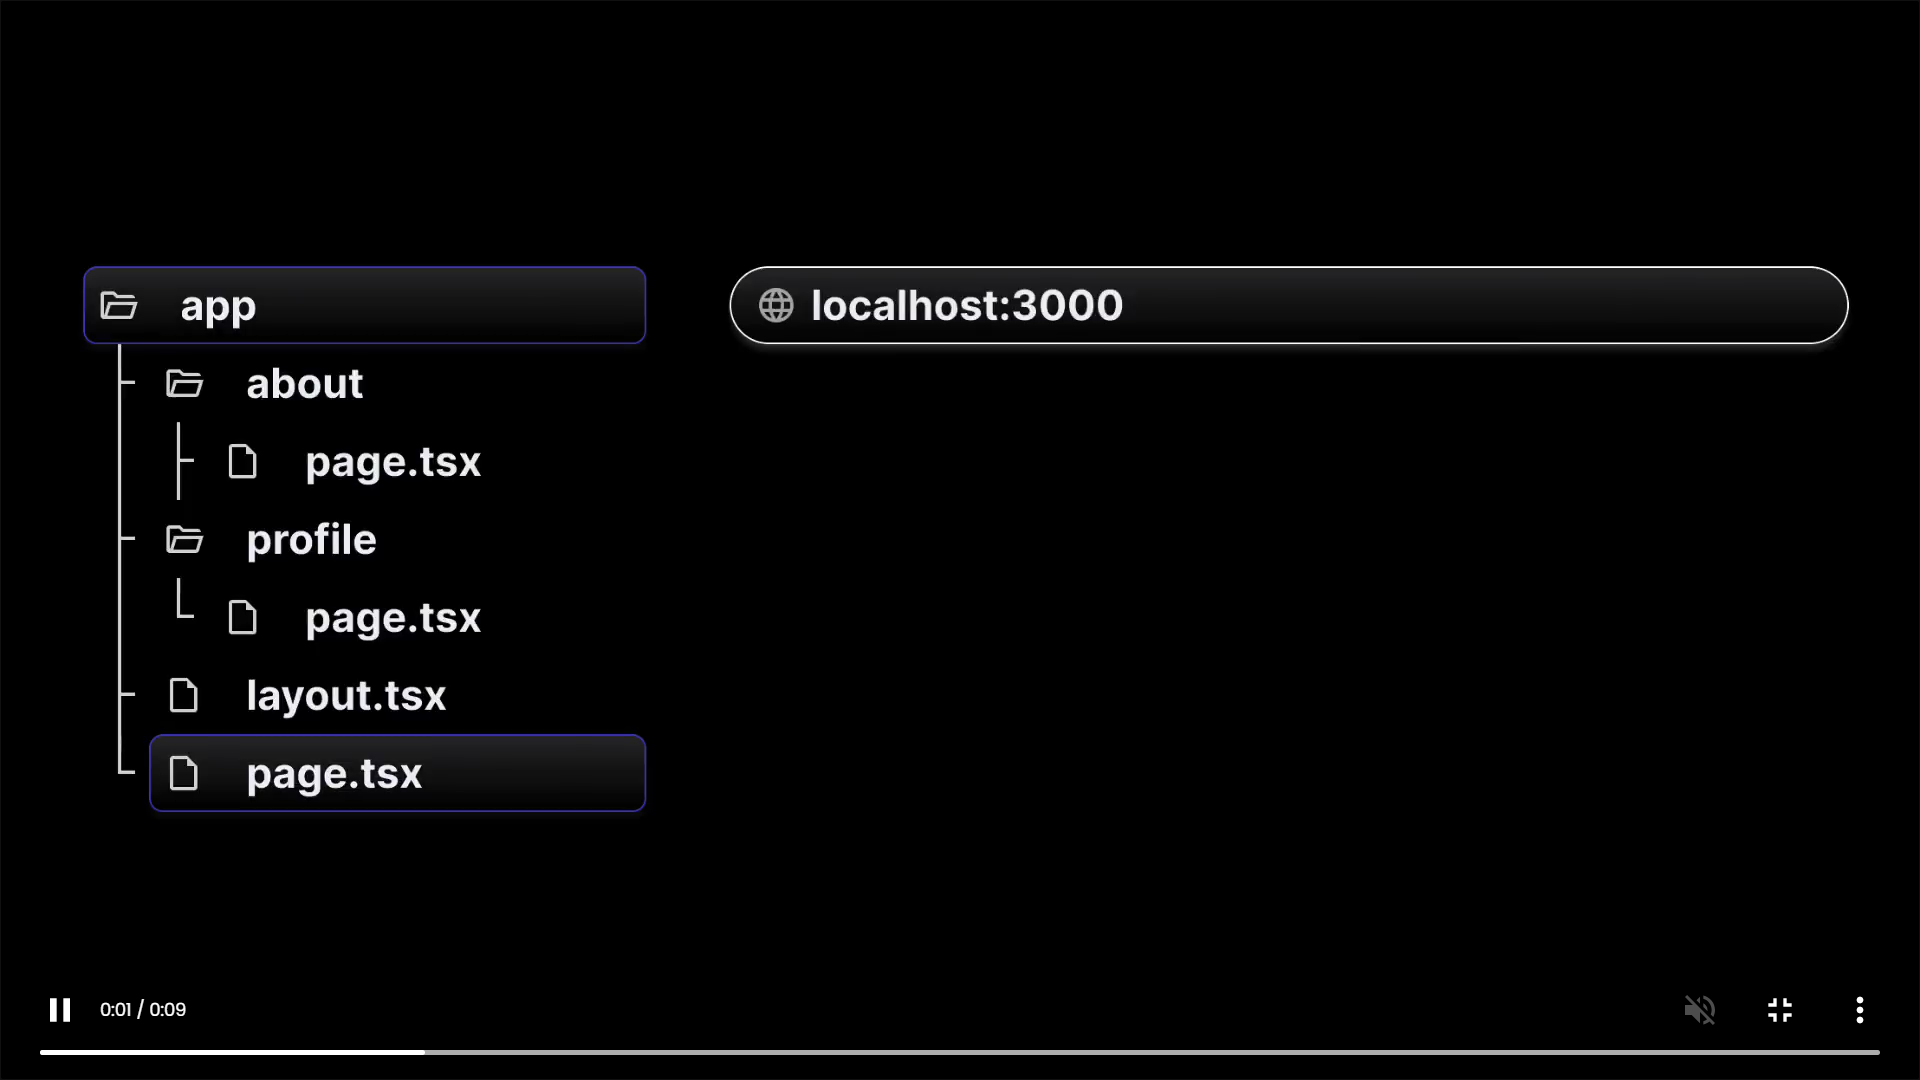 app
localhost:3000
about
page.tsx
profile
page.tsx
layout.tsx
page.tsx
0:01 / 0:09